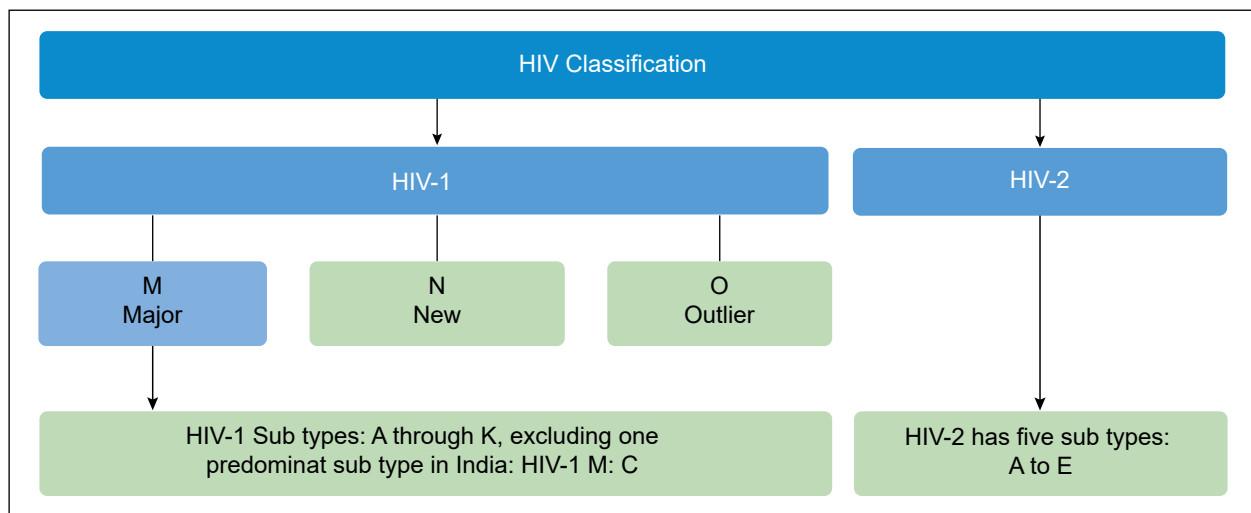 HIV Classification
HIV-1
HIV-2
M
Major
N
New
O
Outlier
HIV-1 Sub types: A through K, excluding one
predominat sub type in India: HIV-1 M: C
HIV-2 has five sub types:
A to E